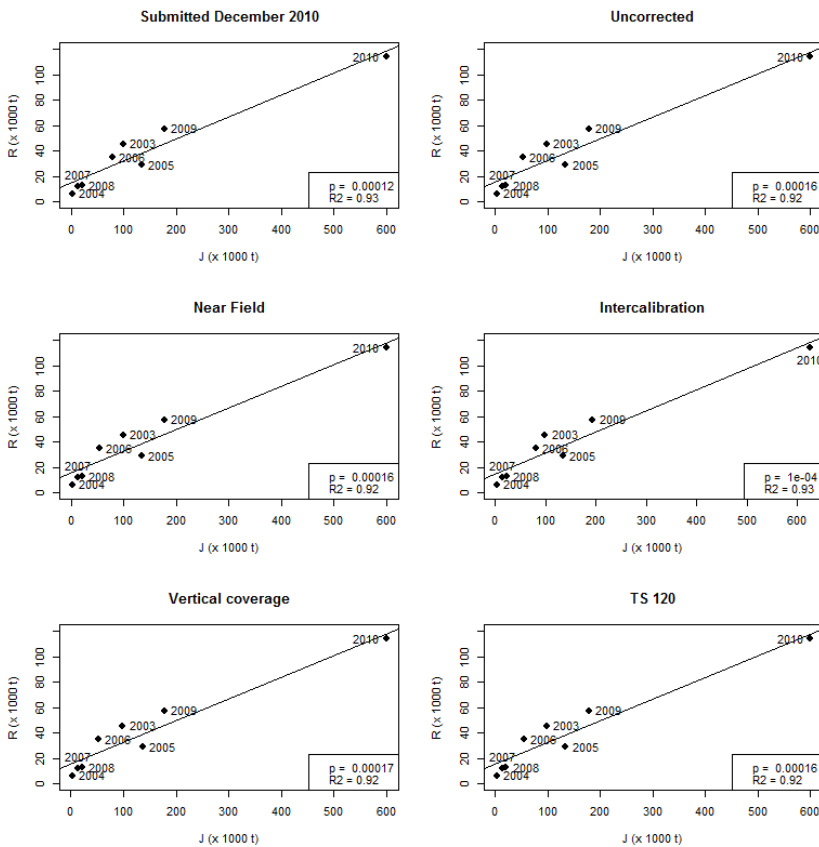 Submitted December 2010
R (x 1000 t)
0 20 40 60 80 100
2010
2009
2003
2006
2005
2007
2008
2004
p = 0.00012
R2 = 0.93
0 100 200 300 400 500 600
J (x 1000 t)
Uncorrected
R (x 1000 t)
0 20 40 60 80 100
2010
2009
2003
2006
2005
2007
2008
2004
p = 0.00016
R2 = 0.92
0 100 200 300 400 500 600
J (x 1000 t)
Near Field
R (x 1000 t)
0 20 40 60 80 100
2010
2009
2003
2006
2005
2007
2008
2004
p = 0.00016
R2 = 0.92
0 100 200 300 400 500 600
J (x 1000 t)
Intercalibration
R (x 1000 t)
0 20 40 60 80 100
2010
2009
2003
2006
2005
2007
2008
2004
p = 1e-04
R2 = 0.93
0 100 200 300 400 500 600
J (x 1000 t)
Vertical coverage
R (x 1000 t)
0 20 40 60 80 100
2010
2009
2003
2006
2005
2007
2008
2004
p = 0.00017
R2 = 0.92
0 100 200 300 400 500 600
J (x 1000 t)
TS 120
R (x 1000 t)
0 20 40 60 80 100
2010
2009
2003
2006
2005
2007
2008
2004
p = 0.00016
R2 = 0.92
0 100 200 300 400 500 600
J (x 1000 t)